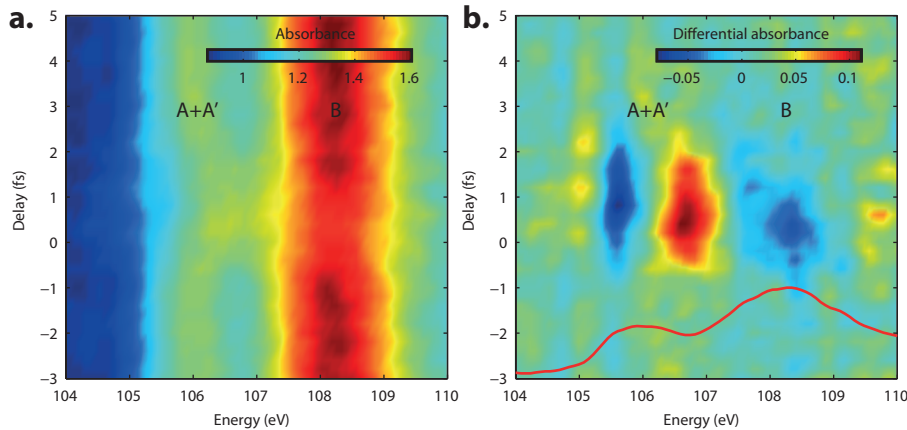 a.
Absorbance
1 1.2 1.4 1.6
A+A’ B
Delay (fs)
5
4
3
2
1
0
−1
−2
−3
104 105 106 107 108 109 110
Energy (eV)
b.
Differential absorbance
−0.05 0 0.05 0.1
A+A’ B
Delay (fs)
5
4
3
2
1
0
−1
−2
−3
104 105 106 107 108 109 110
Energy (eV)